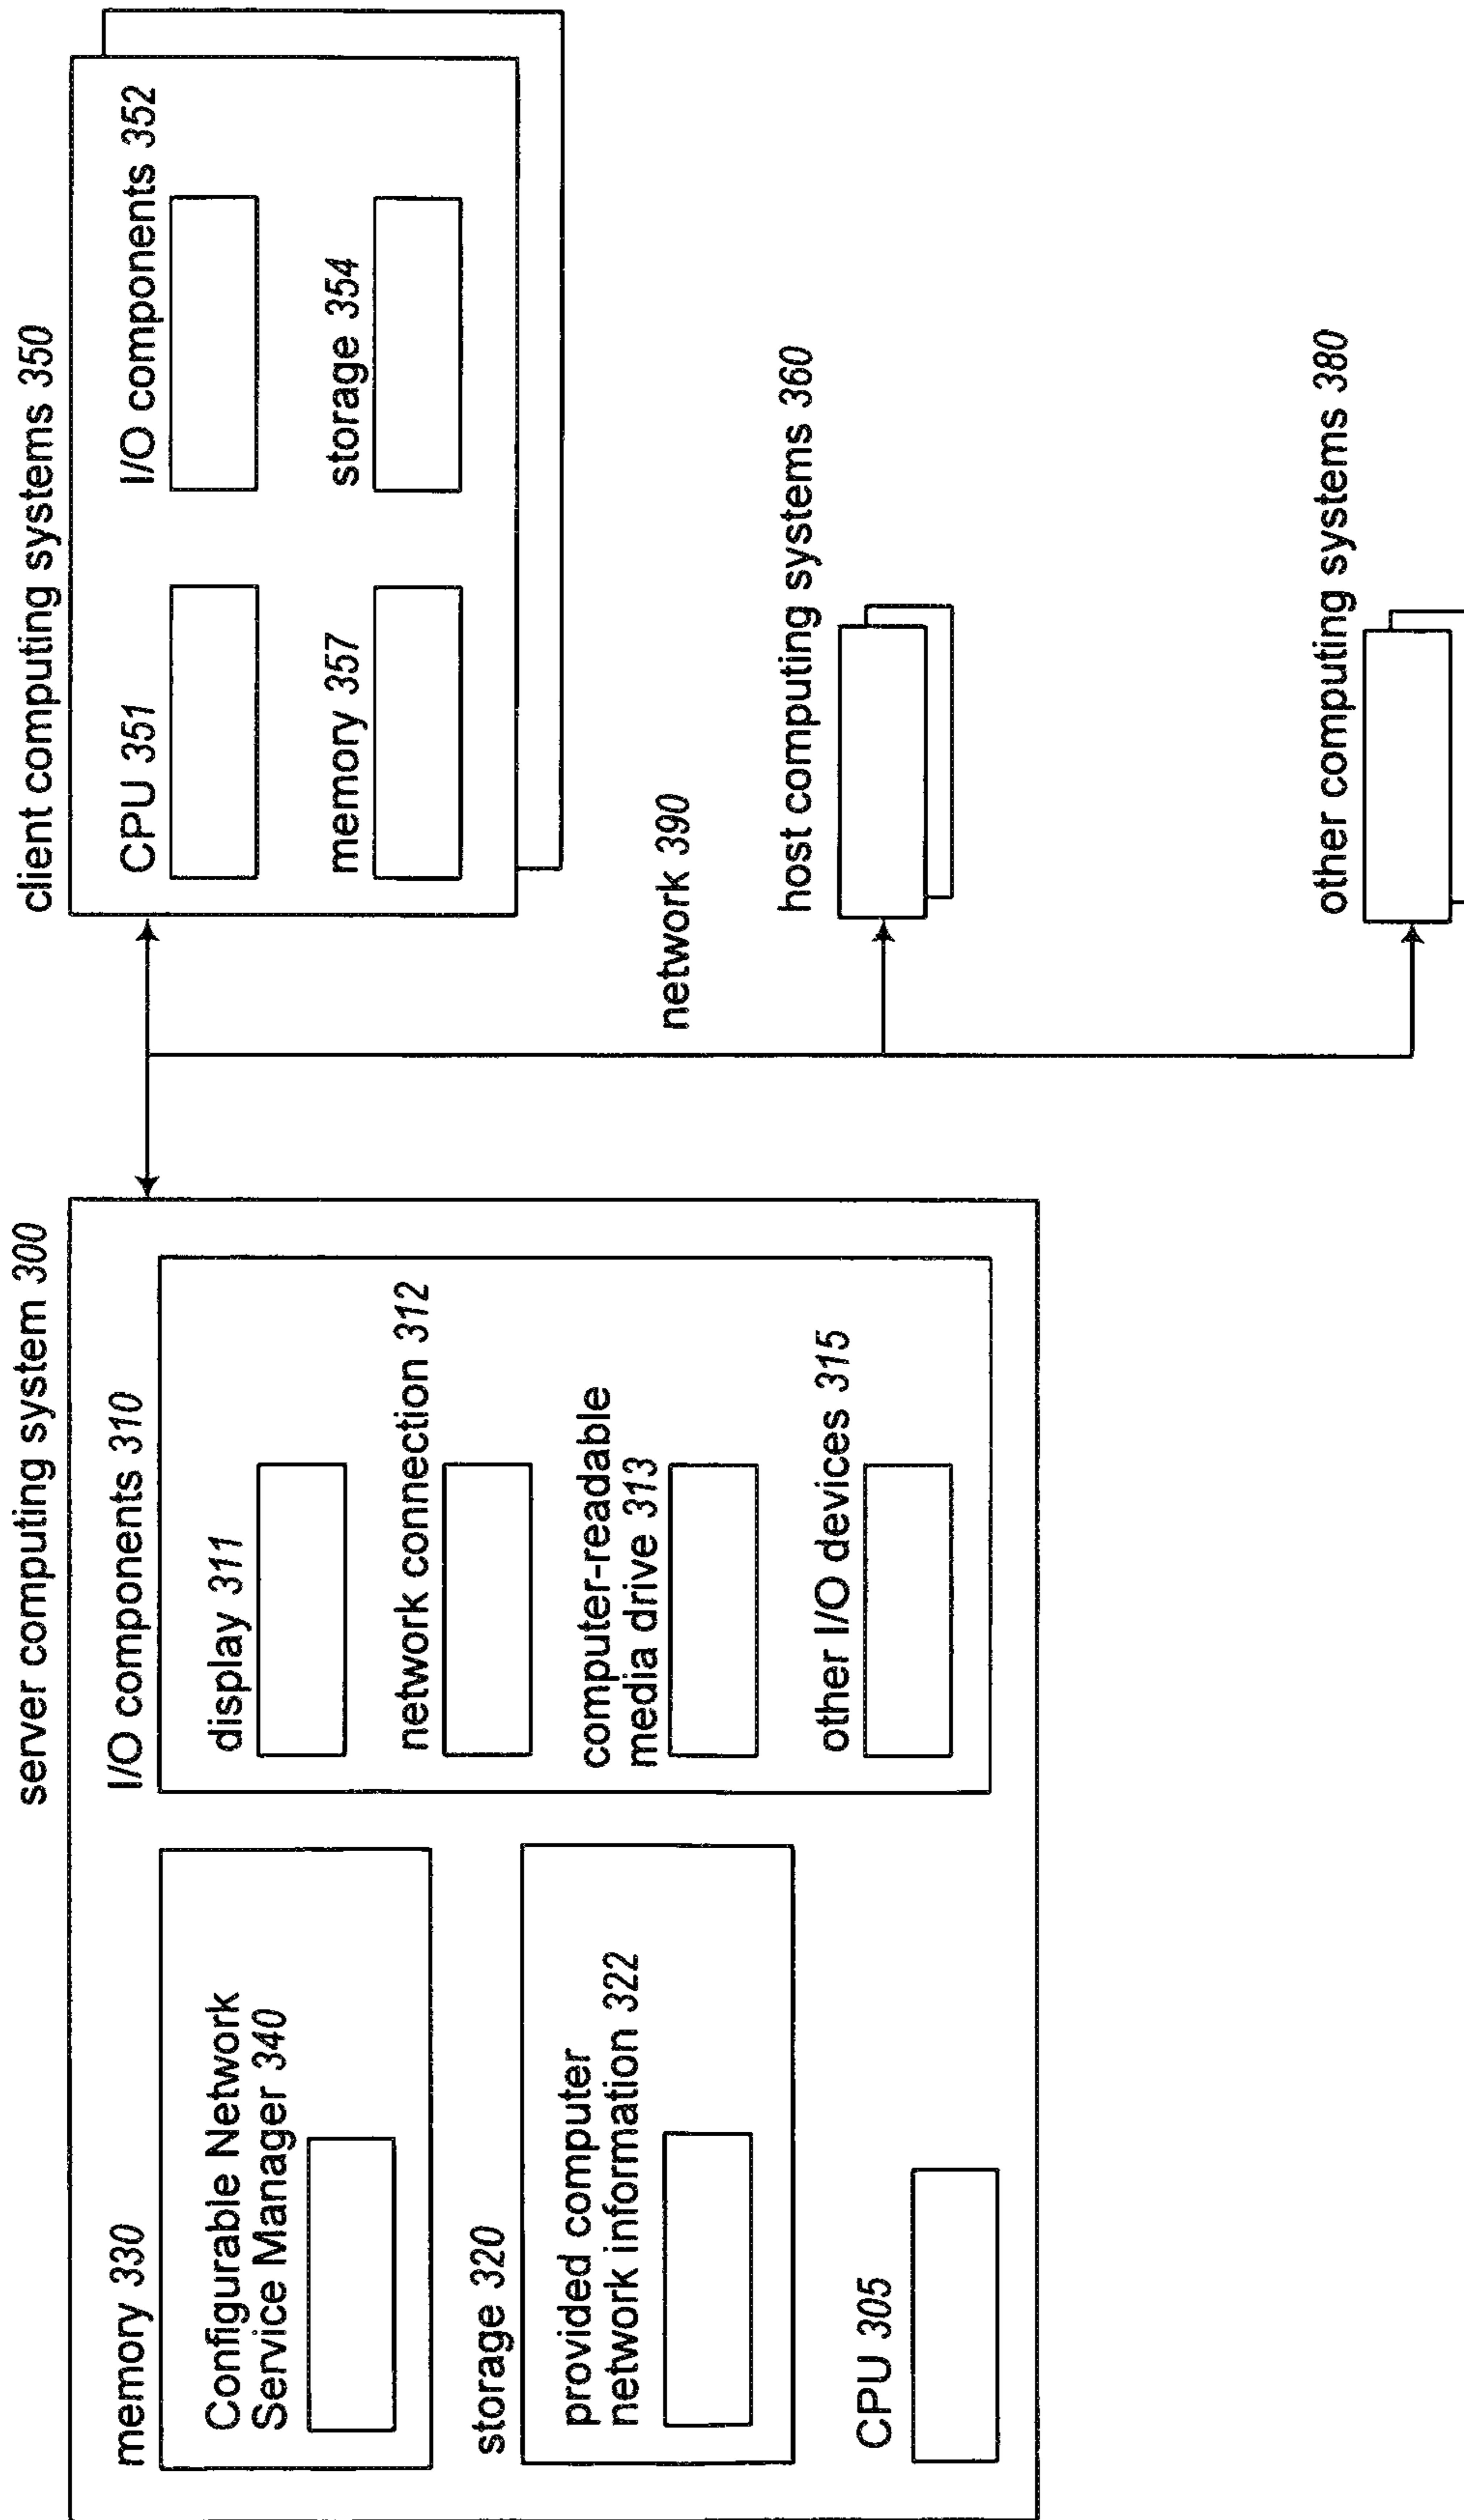 server computing system 300
memory 330
Configurable Network
Service Manager 340
storage 320
provided computer
network information 322
CPU 305
I/O components 310
display 311
network connection 312
computer-readable
media drive 313
other I/O devices 315
client computing systems 350
CPU 351
I/O components 352
memory 357
storage 354
network 390
host computing systems 360
other computing systems 380